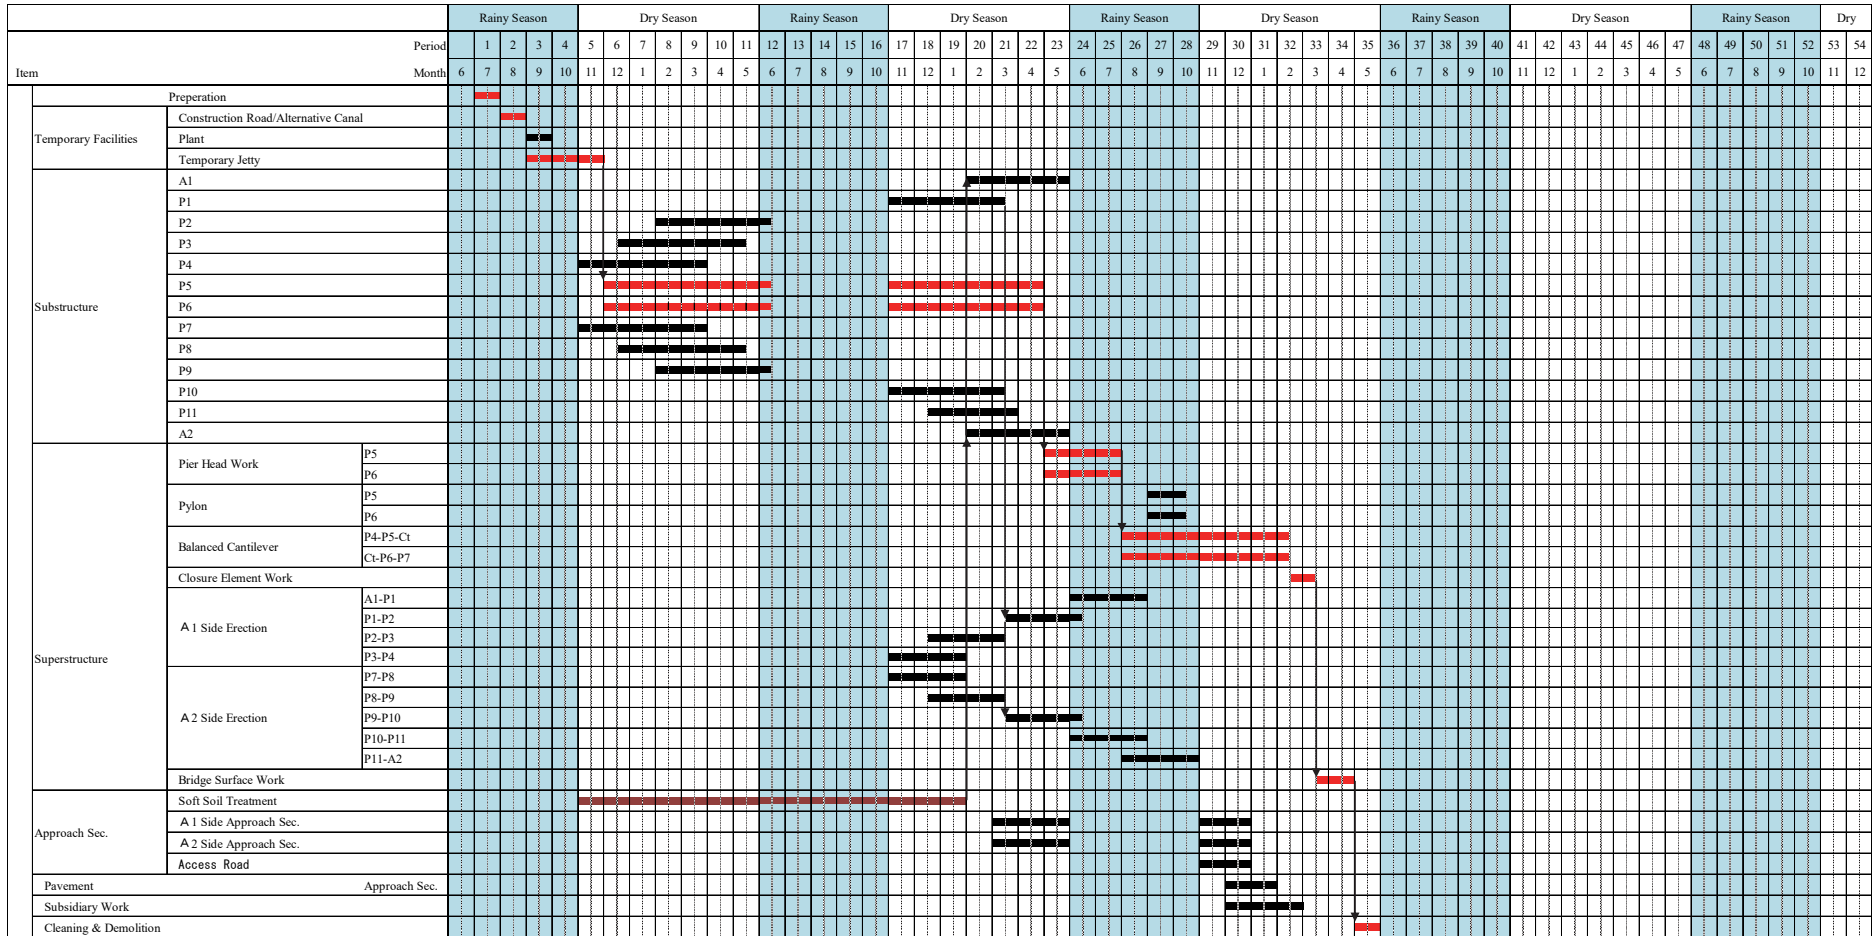 Rainy Season Dry Season Rainy Season Dry Season Rainy Season Dry Season Rainy Season Dry Season Rainy Season Dry
Period 1 2 3 4 5 6 7 8 9 10 11 12 13 14 15 16 17 18 19 20 21 22 23 24 25 26 27 28 29 30 31 32 33 34 35 36 37 38 39 40 41 42 43 44 45 46 47 48 49 50 51 52 53 54
Item Month 6 7 8 9 10 11 12 1 2 3 4 5 6 7 8 9 10 11 12 1 2 3 4 5 6 7 8 9 10 11 12 1 2 3 4 5 6 7 8 9 10 11 12 1 2 3 4 5 6 7 8 9 10 11 12
Preperation
Temporary Facilities
Construction Road/Alternative Canal
Plant
Temporary Jetty
Substructure
A1
P1
P2
P3
P4
P5
P6
P7
P8
P9
P10
P11
A2
Superstructure
Pier Head Work
P5
P6
Pylon
P5
P6
Balanced Cantilever
P4-P5-Ct
Ct-P6-P7
Closure Element Work
A1 Side Erection
A1-P1
P1-P2
P2-P3
P3-P4
A2 Side Erection
P7-P8
P8-P9
P9-P10
P10-P11
P11-A2
Bridge Surface Work
Approach Sec.
Soft Soil Treatment
A1 Side Approach Sec.
A2 Side Approach Sec.
Access Road
Pavement Approach Sec.
Subsidiary Work
Cleaning & Demolition